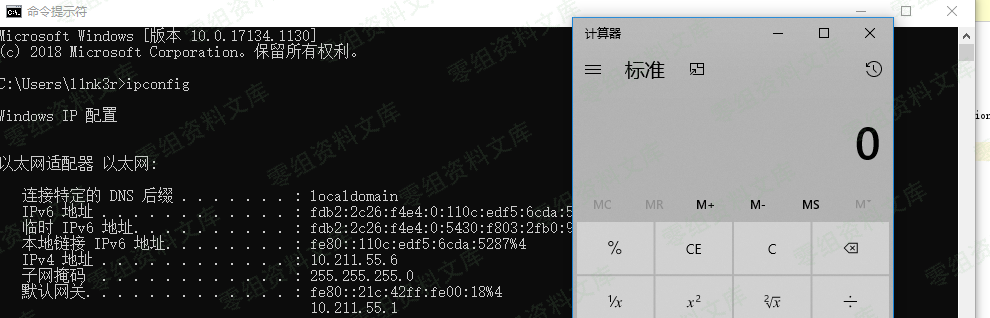 命令提示符
Microsoft Windows [版本 10.0.17134.1130]
(c) 2018 Microsoft Corporation。保留所有权利。
C:\Users\l1nk3r>ipconfig
Windows IP 配置
以太网适配器 以太网:
连接特定的 DNS 后缀 . . . . . . . : localdomain
IPv6 地址 . . . . . . . . . . . . : fdb2:2c26:f4e4:0:110c:edf5:6cda:5
临时 IPv6 地址. . . . . . . . . . : fdb2:2c26:f4e4:0:5430:f803:2fb0:9
本地链接 IPv6 地址. . . . . . . . : fe80::110c:edf5:6cda:5287%4
IPv4 地址 . . . . . . . . . . . . : 10.211.55.6
子网掩码 . . . . . . . . . . . . : 255.255.255.0
默认网关. . . . . . . . . . . . . : fe80::21c:42ff:fe00:18%4
10.211.55.1
计算器
标准
0
MC MR M+ M- MS M˅
% CE C
¹/x x² ²√x ÷
ion
零组资料文库